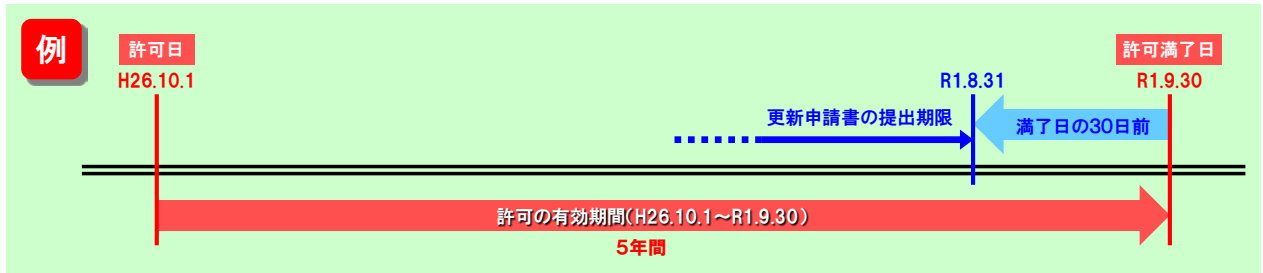 例
許可日
H26.10.1
R1.8.31
許可満了日
R1.9.30
更新申請書の提出期限
満了日の30日前
許可の有効期間(H26.10.1～R1.9.30)
5年間